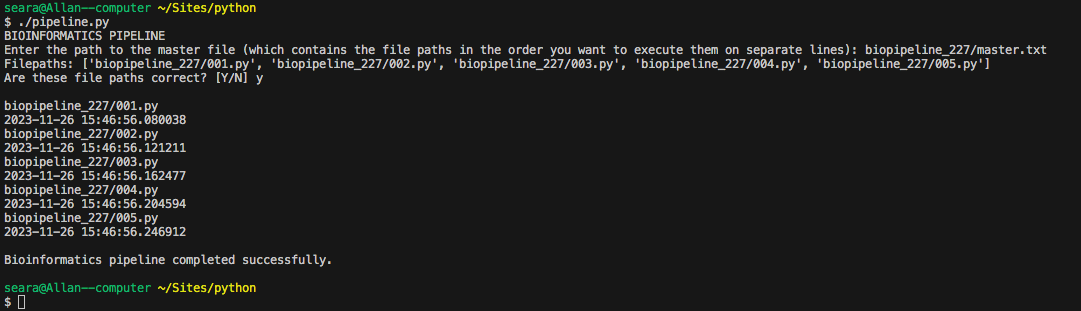 seara@Allan--computer ~/Sites/python
$ ./pipeline.py
BIOINFORMATICS PIPELINE
Enter the path to the master file (which contains the file paths in the order you want to execute them on separate lines): biopipeline_227/master.txt
Filepaths: ['biopipeline_227/001.py', 'biopipeline_227/002.py', 'biopipeline_227/003.py', 'biopipeline_227/004.py', 'biopipeline_227/005.py']
Are these file paths correct? [Y/N] y
biopipeline_227/001.py
2023-11-26 15:46:56.080038
biopipeline_227/002.py
2023-11-26 15:46:56.121211
biopipeline_227/003.py
2023-11-26 15:46:56.162477
biopipeline_227/004.py
2023-11-26 15:46:56.204594
biopipeline_227/005.py
2023-11-26 15:46:56.246912
Bioinformatics pipeline completed successfully.
seara@Allan--computer ~/Sites/python
$